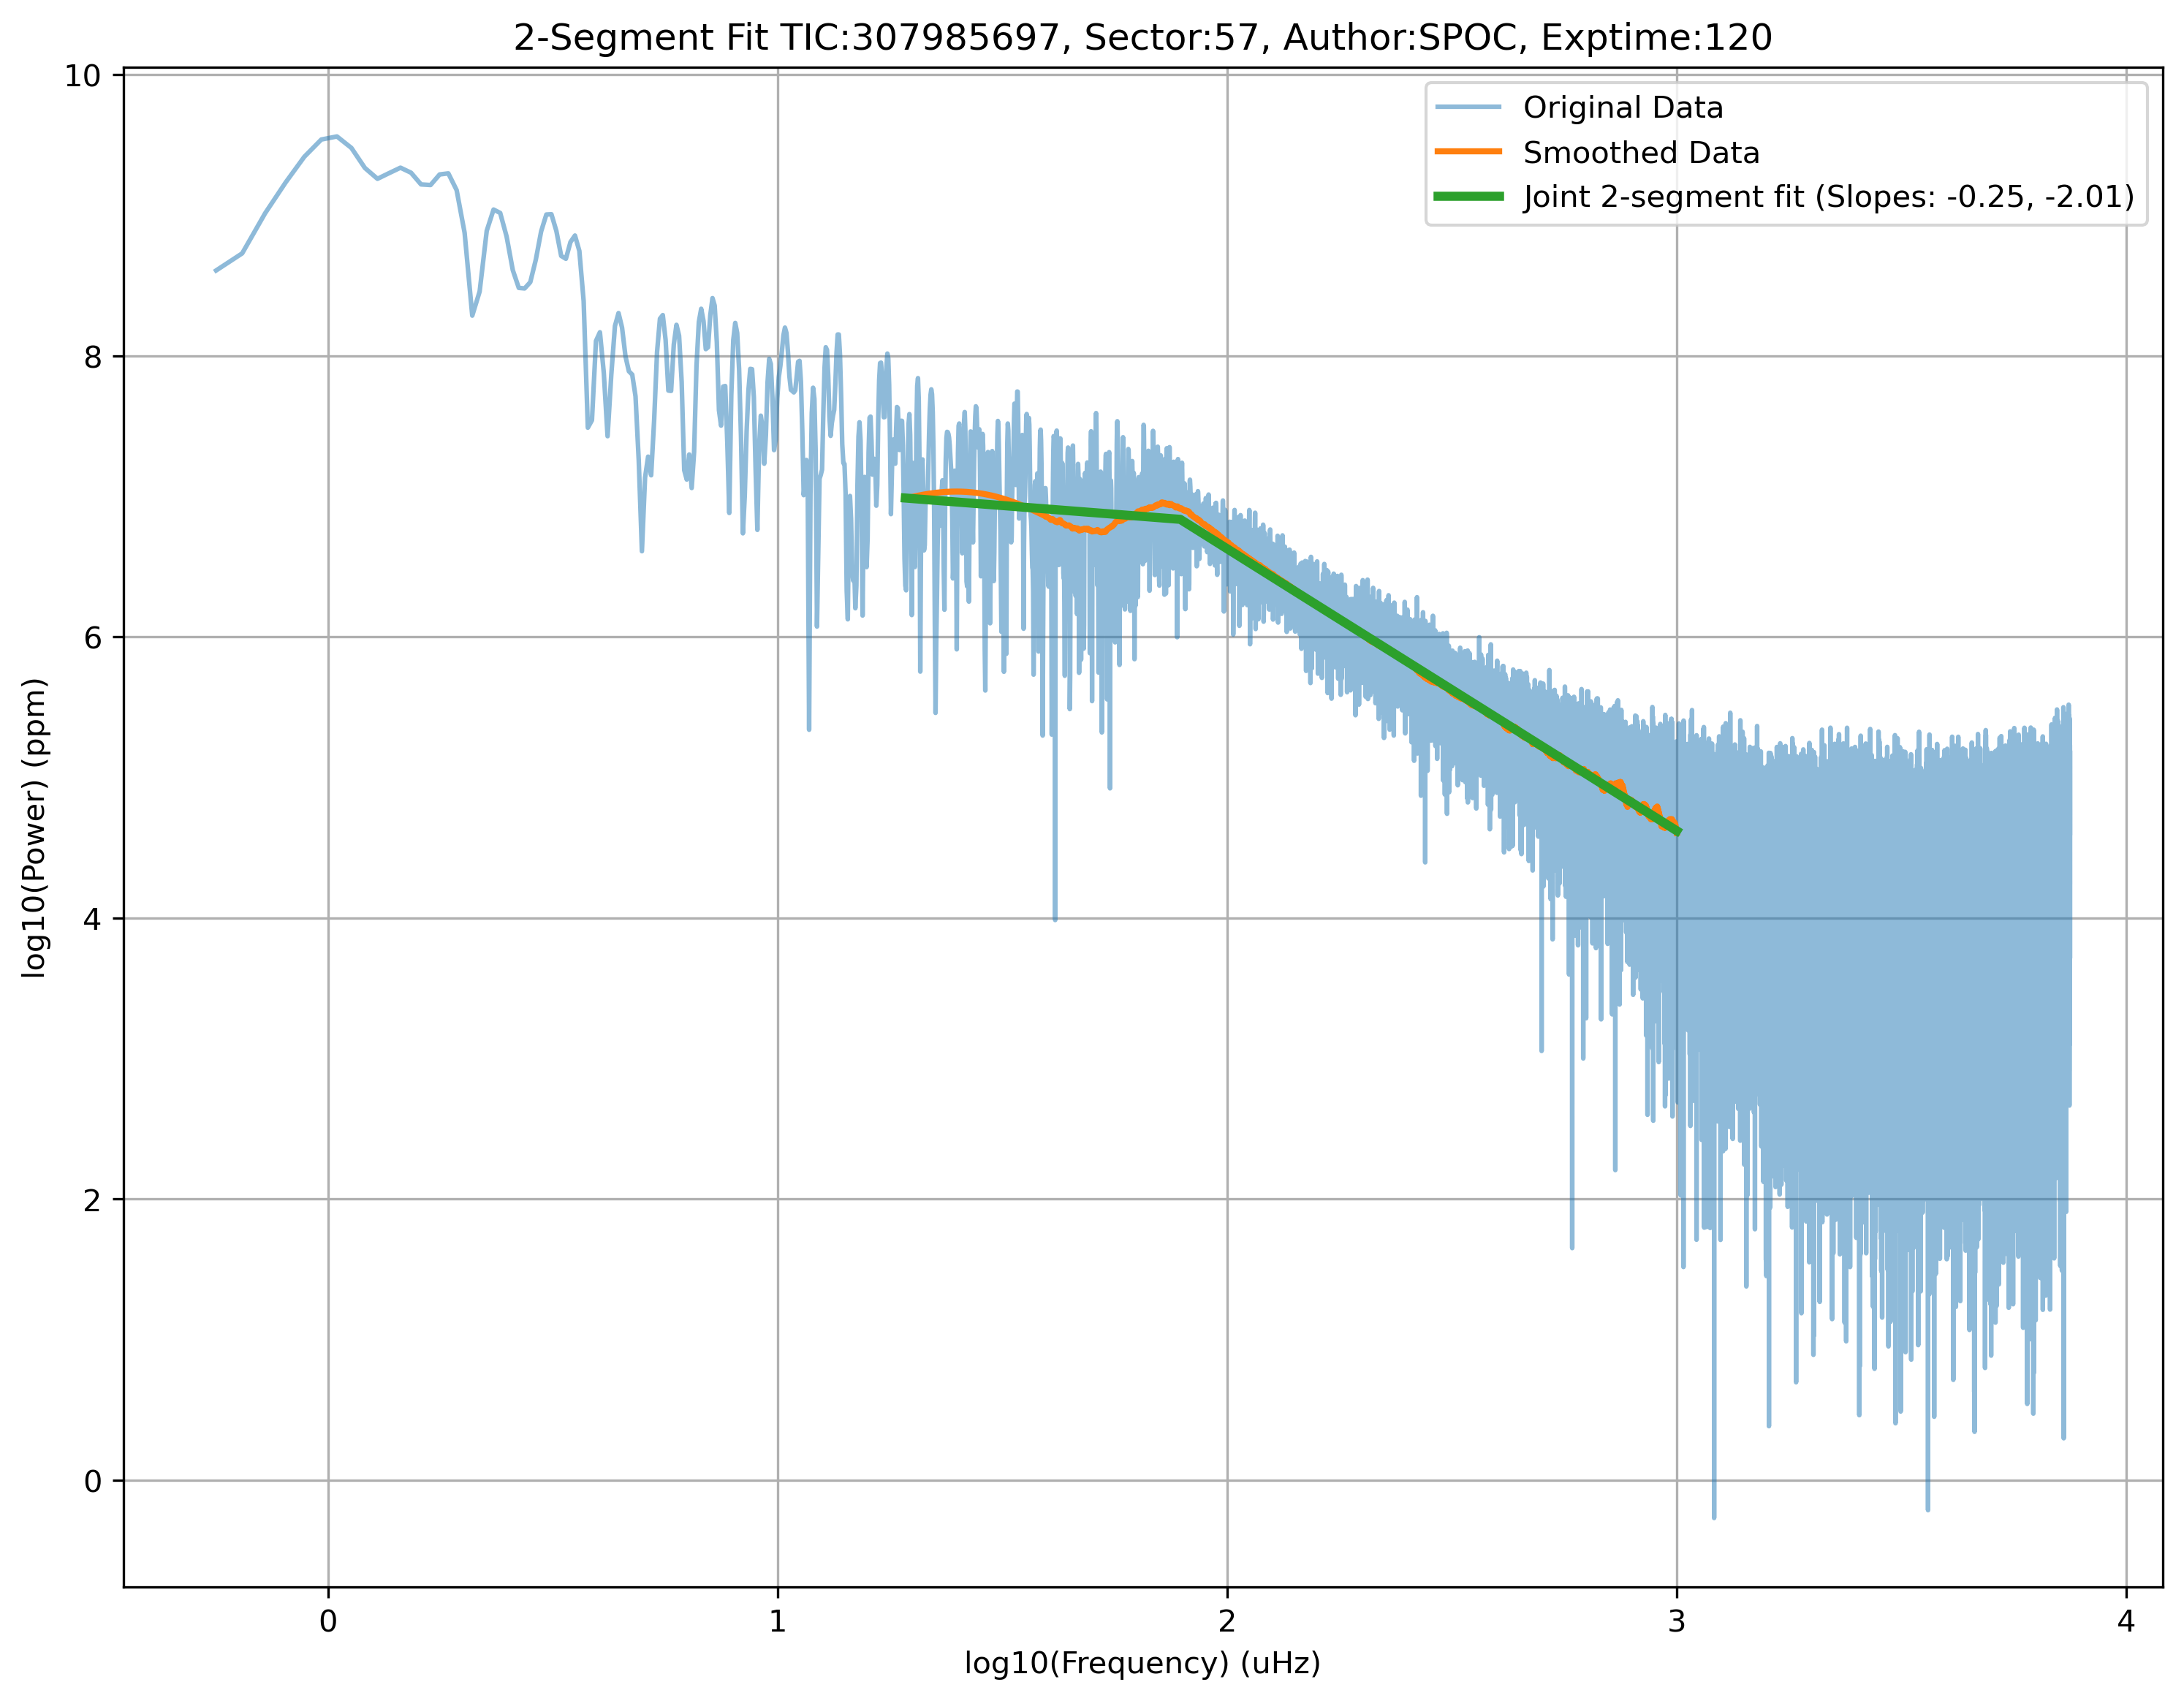 2-Segment Fit TIC:307985697, Sector:57, Author:SPOC, Exptime:120
Original Data
Smoothed Data
Joint 2-segment fit (Slopes: -0.25, -2.01)
log10(Power) (ppm)
10
8
6
4
2
0
0 1 2 3 4
log10(Frequency) (uHz)